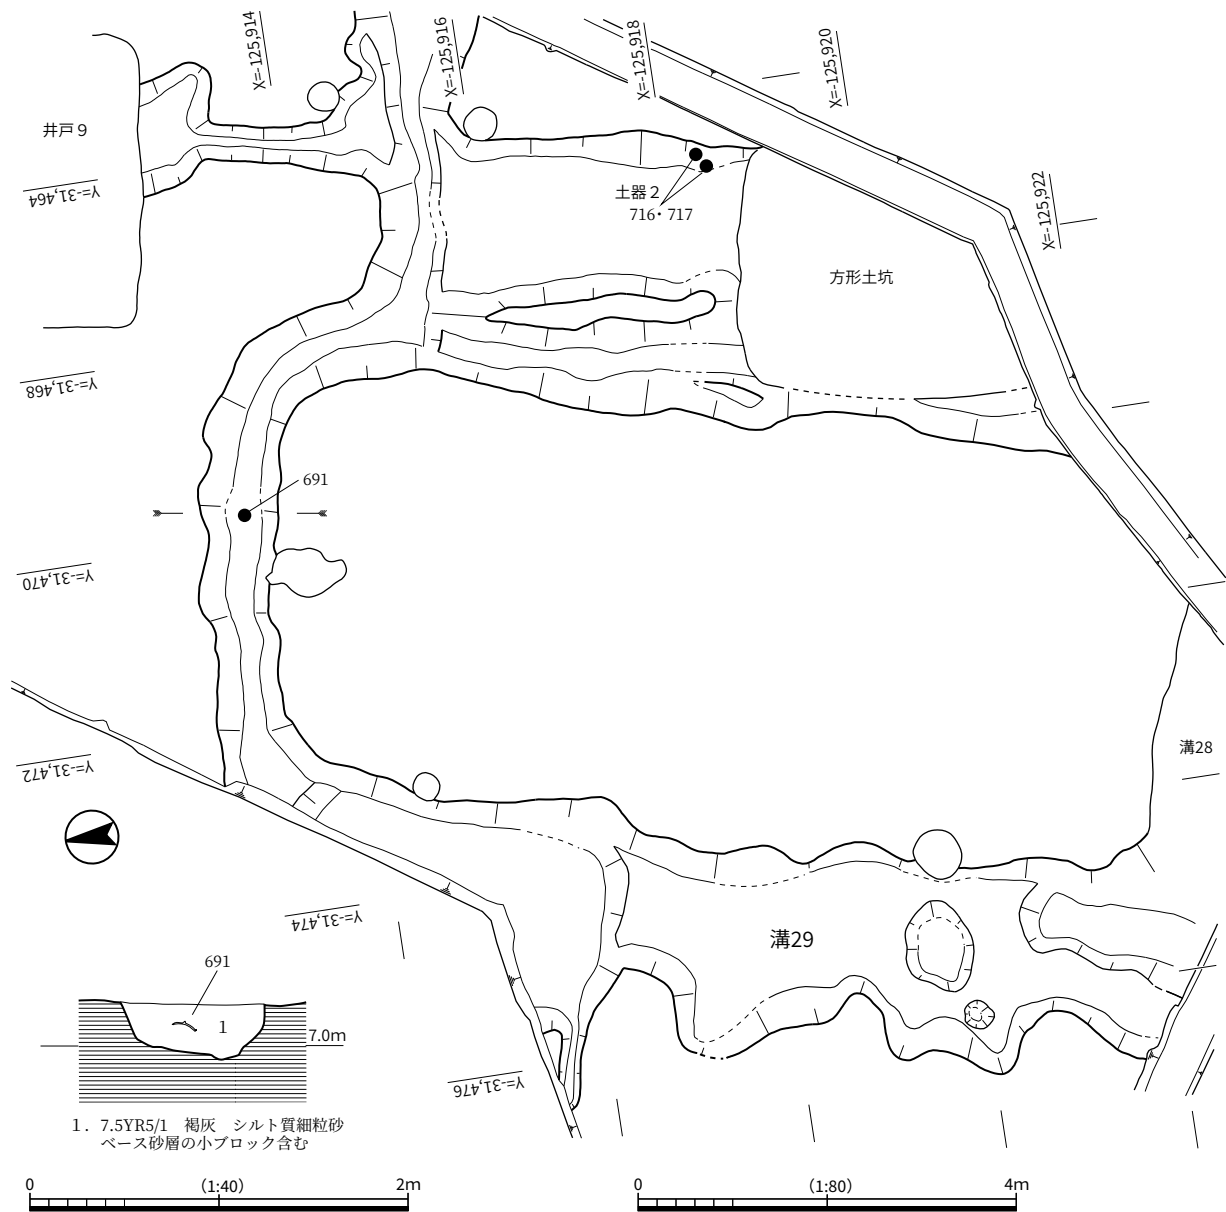 X=-125,914
X=-125,916
X=-125,918
X=-125,920
井戸９
Y=-31,464
土器２
716・717
X=-125,922
方形土坑
Y=-31,468
691
Y=-31,470
溝28
Y=-31,472
Y=-31,474
溝29
691
1
7.0m
Y=-31,476
１．7.5YR5/1　褐灰　シルト質細粒砂
ベース砂層の小ブロック含む
0 （1:40） 2m
0 （1:80） 4m